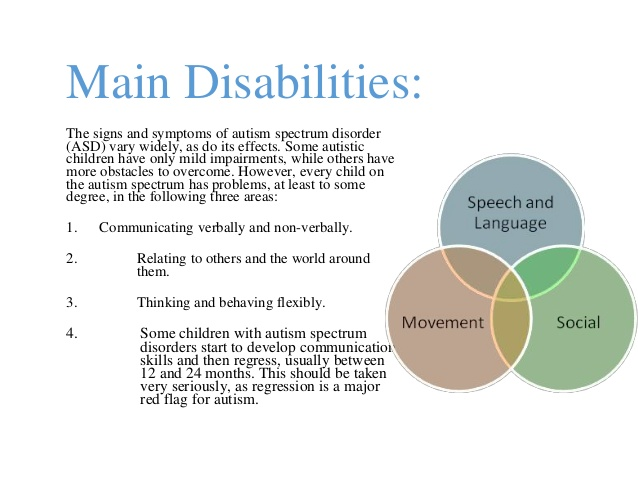 Main Disabilities:
The signs and symptoms of autism spectrum disorder
(ASD) vary widely, as do its effects. Some autistic
children have only mild impairments, while others have
more obstacles to overcome. However, every child on
the autism spectrum has problems, at least to some
degree, in the following three areas:
1. Communicating verbally and non-verbally.
2. Relating to others and the world around
them.
3. Thinking and behaving flexibly.
4. Some children with autism spectrum
disorders start to develop communication
skills and then regress, usually between
12 and 24 months. This should be taken
very seriously, as regression is a major
red flag for autism.
Speech and
Language
Movement
Social